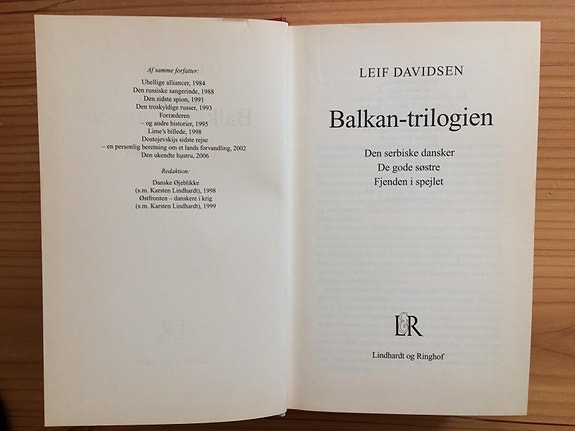 Af samme forfatter:
Uhellige alliancer, 1984
Den russiske sangerinde, 1988
Den sidste spion, 1991
Den troskyldige russer, 1993
Forræderen
– og andre historier, 1995
Lime's billede, 1998
Dostojevskijs sidste rejse
– en personlig beretning om et lands forvandling, 2002
Den ukendte hustru, 2006
Redaktion:
Danske Øjeblikke
(s.m. Karsten Lindhardt), 1998
Østfronten – danskere i krig
(s.m. Karsten Lindhardt), 1999
LEIF DAVIDSEN
Balkan-trilogien
Den serbiske dansker
De gode søstre
Fjenden i spejlet
L&R
Lindhardt og Ringhof